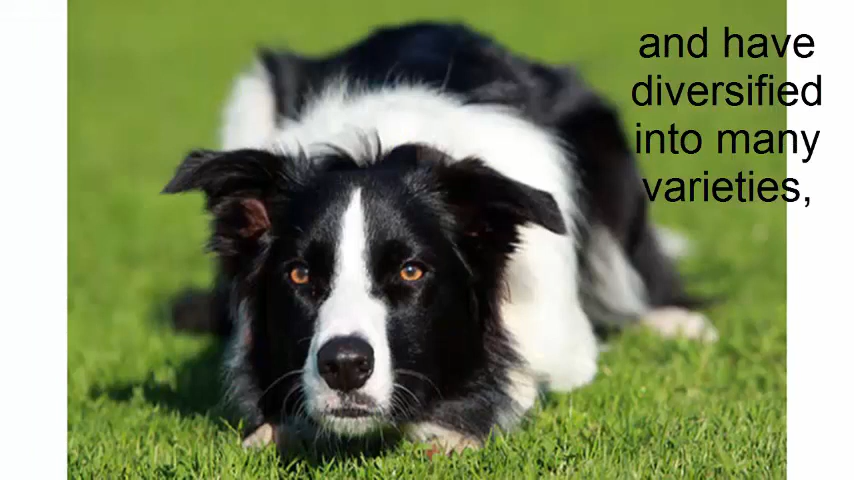 and have
diversified
into many
varieties,